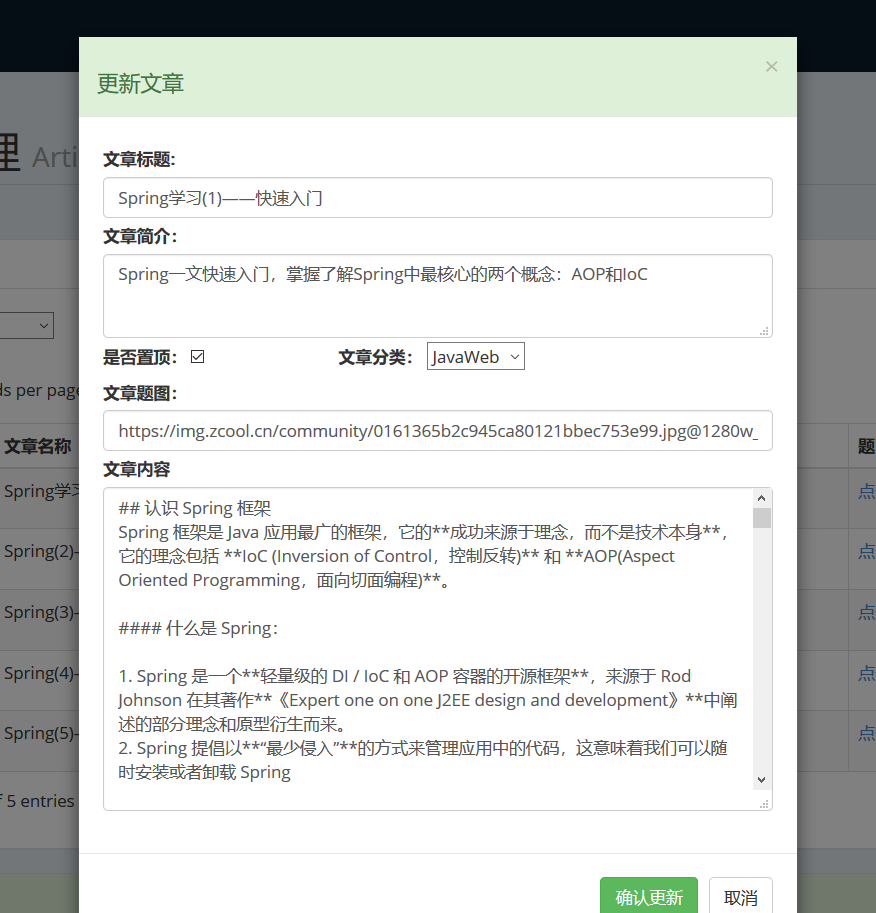 更新文章
×
理 Arti
文章标题:
Spring学习(1)——快速入门
文章简介：
Spring一文快速入门，掌握了解Spring中最核心的两个概念：AOP和IoC
是否置顶： 文章分类： JavaWeb
文章题图：
ds per page
https://img.zcool.cn/community/0161365b2c945ca80121bbec753e99.jpg@1280w_
文章名称
题
文章内容
Spring学习
点
## 认识 Spring 框架
Spring 框架是 Java 应用最广的框架，它的**成功来源于理念，而不是技术本身**，
它的理念包括 **IoC (Inversion of Control，控制反转)** 和 **AOP(Aspect
Oriented Programming，面向切面编程)**。
Spring(2)-
点
#### 什么是 Spring：
Spring(3)-
点
1. Spring 是一个**轻量级的 DI / IoC 和 AOP 容器的开源框架**，来源于 Rod
Johnson 在其著作**《Expert one on one J2EE design and development》**中阐
述的部分理念和原型衍生而来。
Spring(4)-
点
2. Spring 提倡以**“最少侵入”**的方式来管理应用中的代码，这意味着我们可以随
时安装或者卸载 Spring
Spring(5)-
点
f 5 entries
确认更新 取消